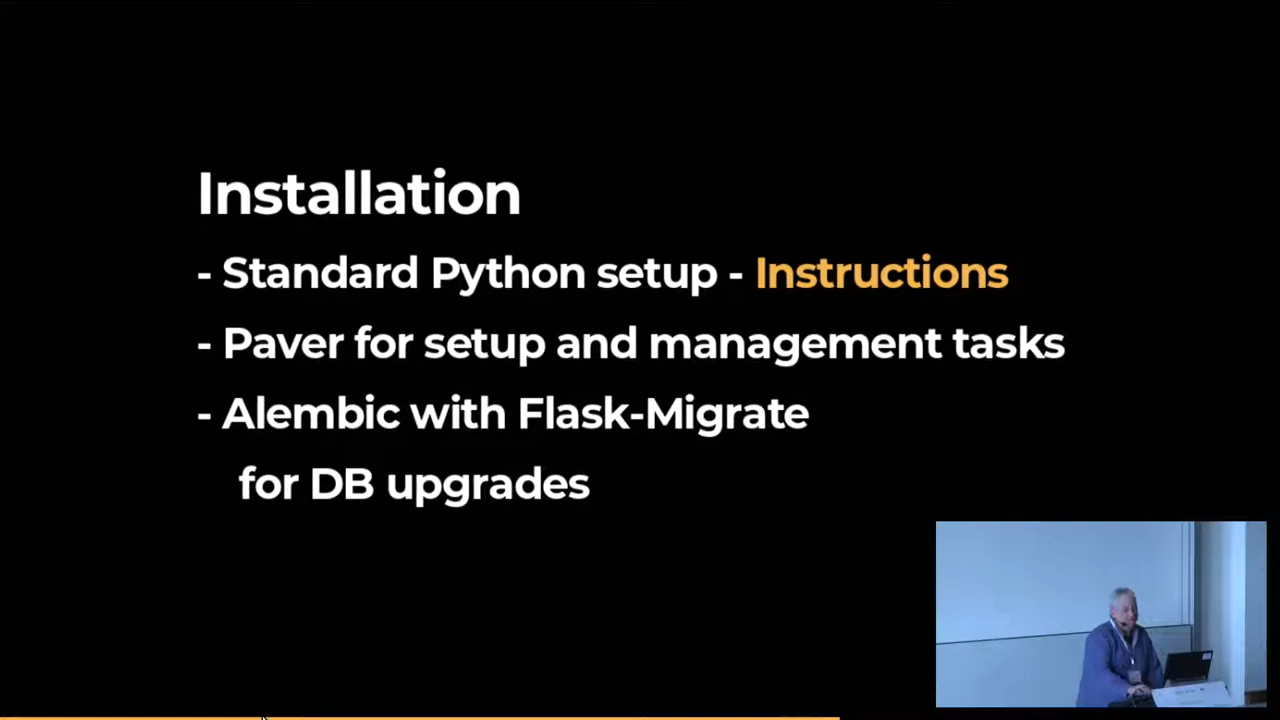 Installation
- Standard Python setup - Instructions
- Paver for setup and management tasks
- Alembic with Flask-Migrate
for DB upgrades